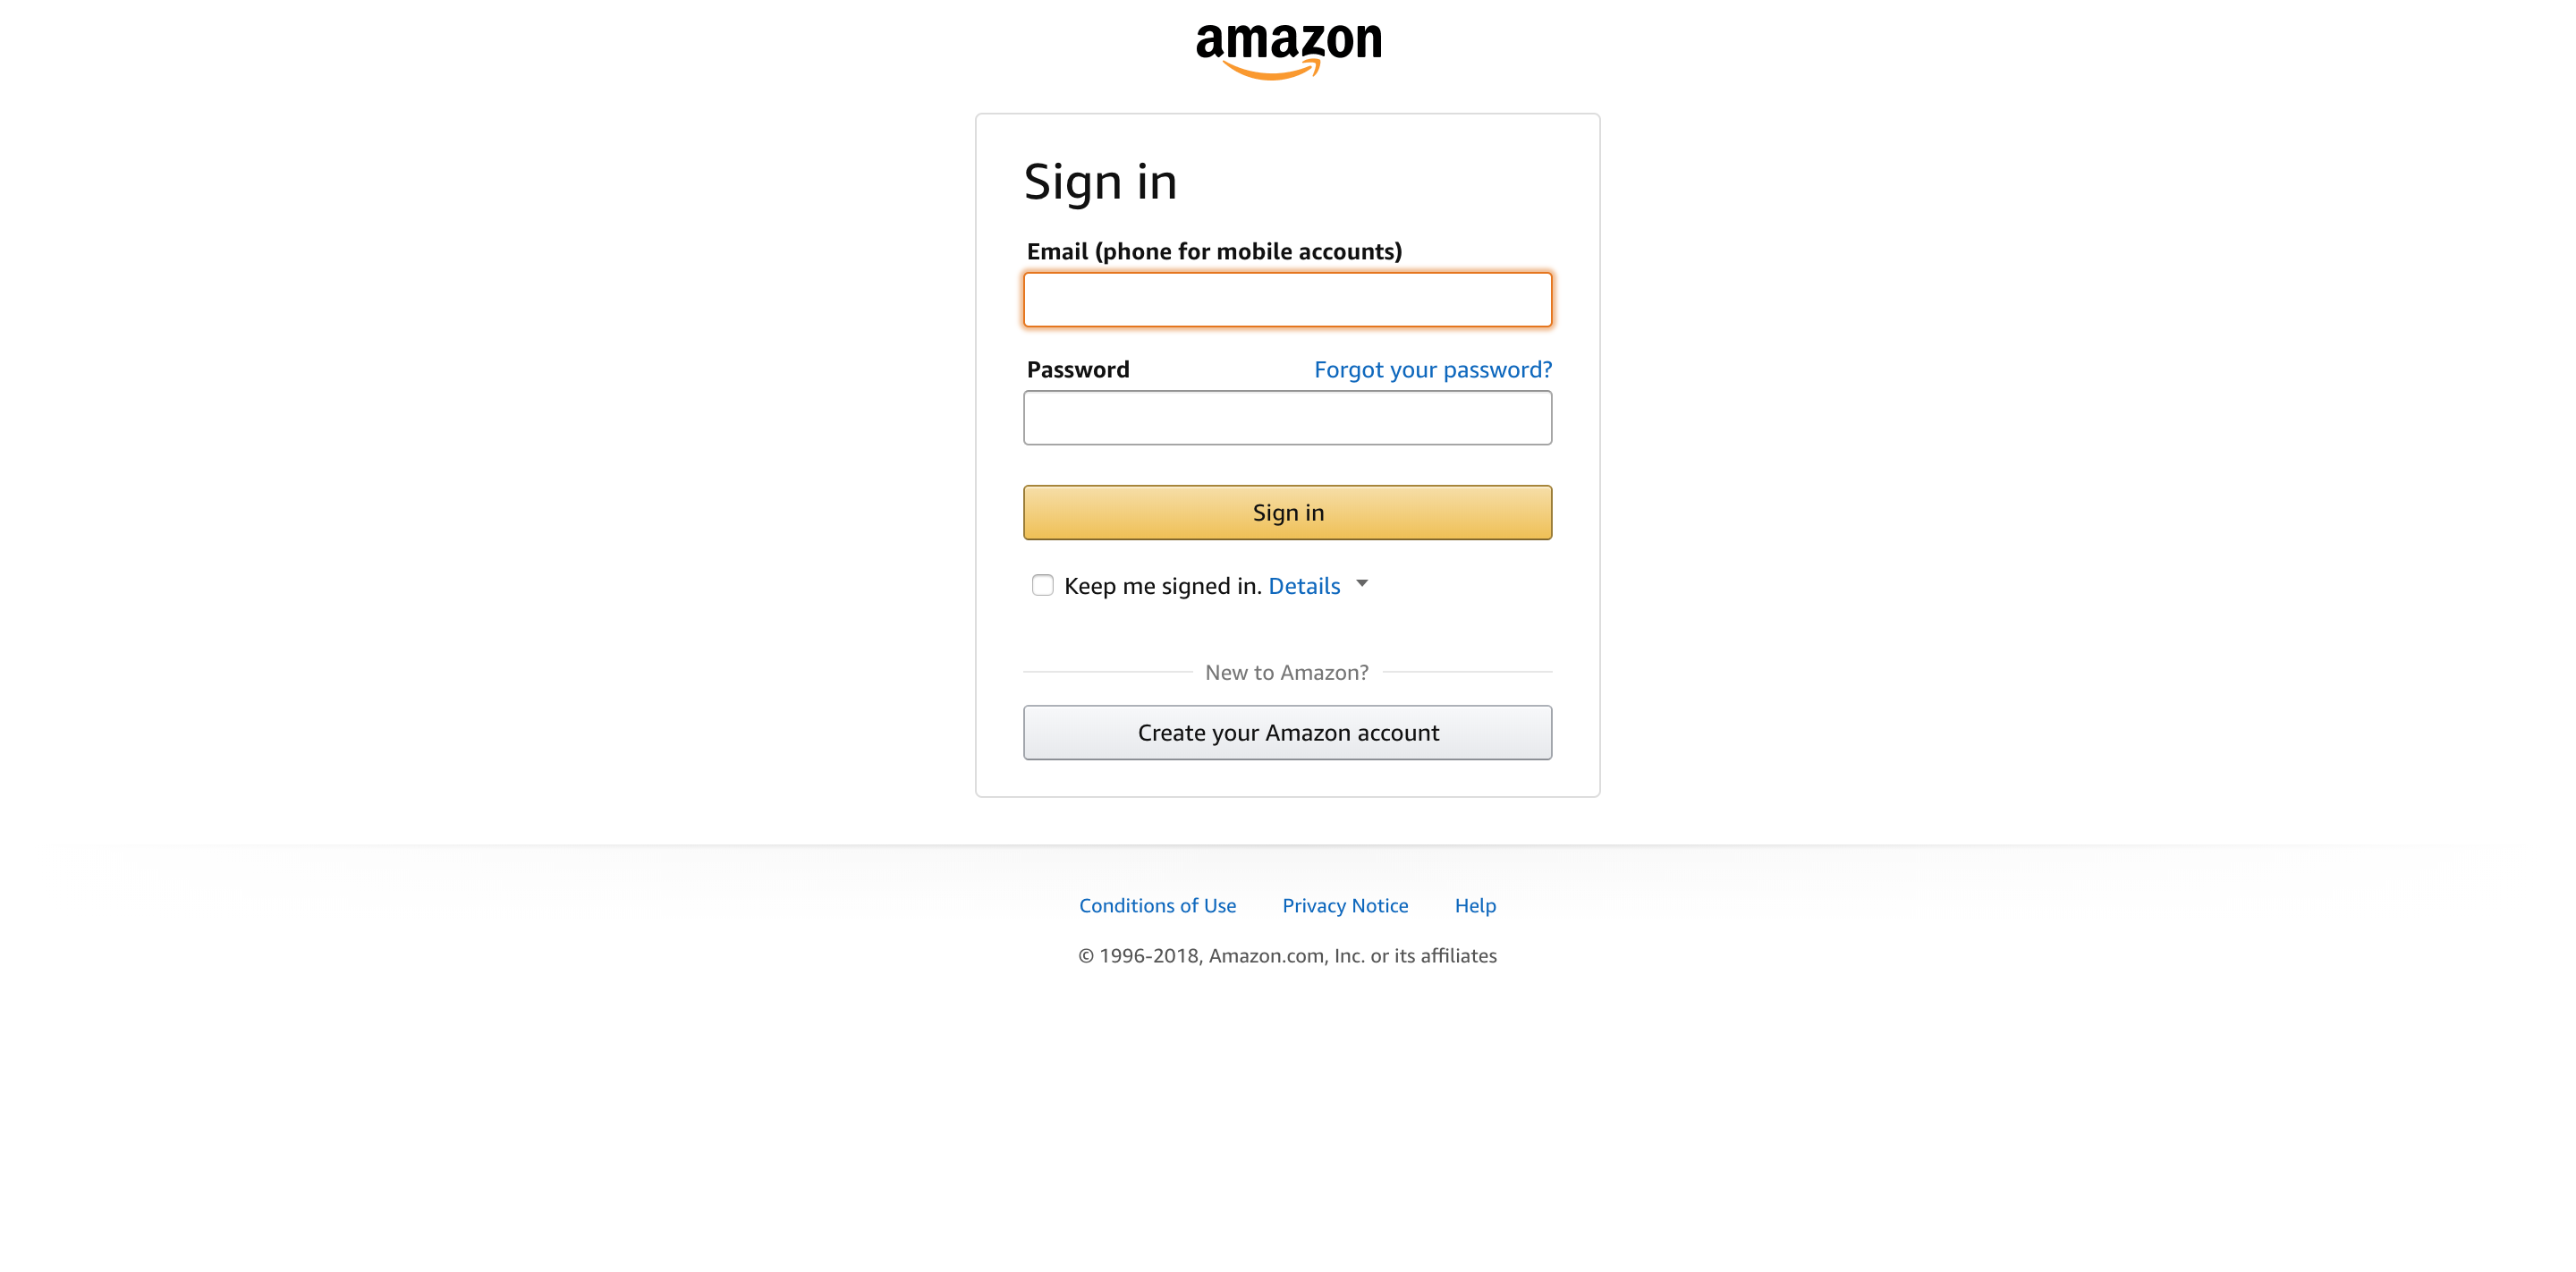 amazon
Sign in
Email (phone for mobile accounts)
Password Forgot your password?
Sign in
Keep me signed in. Details
New to Amazon?
Create your Amazon account
Conditions of Use Privacy Notice Help
© 1996-2018, Amazon.com, Inc. or its affiliates